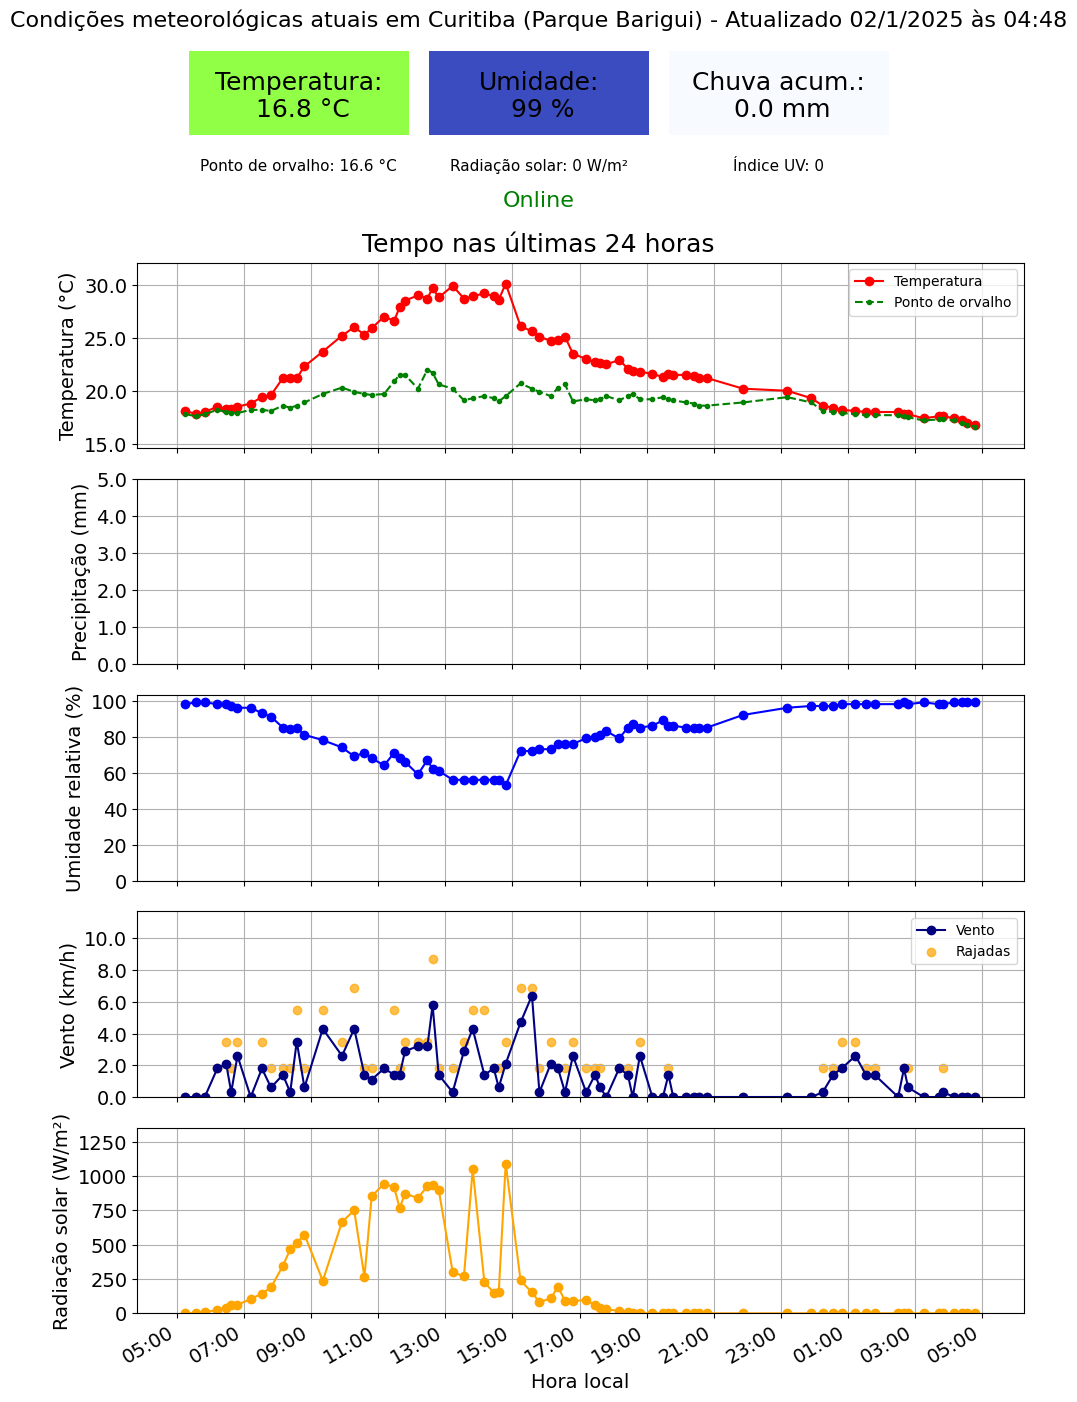 Condições meteorológicas atuais em Curitiba (Parque Barigui) - Atualizado 02/1/2025 às 04:48
Temperatura:
16.8 °C
Umidade:
99 %
Chuva acum.:
0.0 mm
Ponto de orvalho: 16.6 °C
Radiação solar: 0 W/m²
Índice UV: 0
Online
Tempo nas últimas 24 horas
Temperatura (°C)
30.0
25.0
20.0
15.0
Temperatura
Ponto de orvalho
Precipitação (mm)
5.0
4.0
3.0
2.0
1.0
0.0
Umidade relativa (%)
100
80
60
40
20
0
Vento (km/h)
10.0
8.0
6.0
4.0
2.0
0.0
Vento
Rajadas
Radiação solar (W/m²)
1250
1000
750
500
250
0
05:00
07:00
09:00
11:00
13:00
15:00
17:00
19:00
21:00
23:00
01:00
03:00
05:00
Hora local